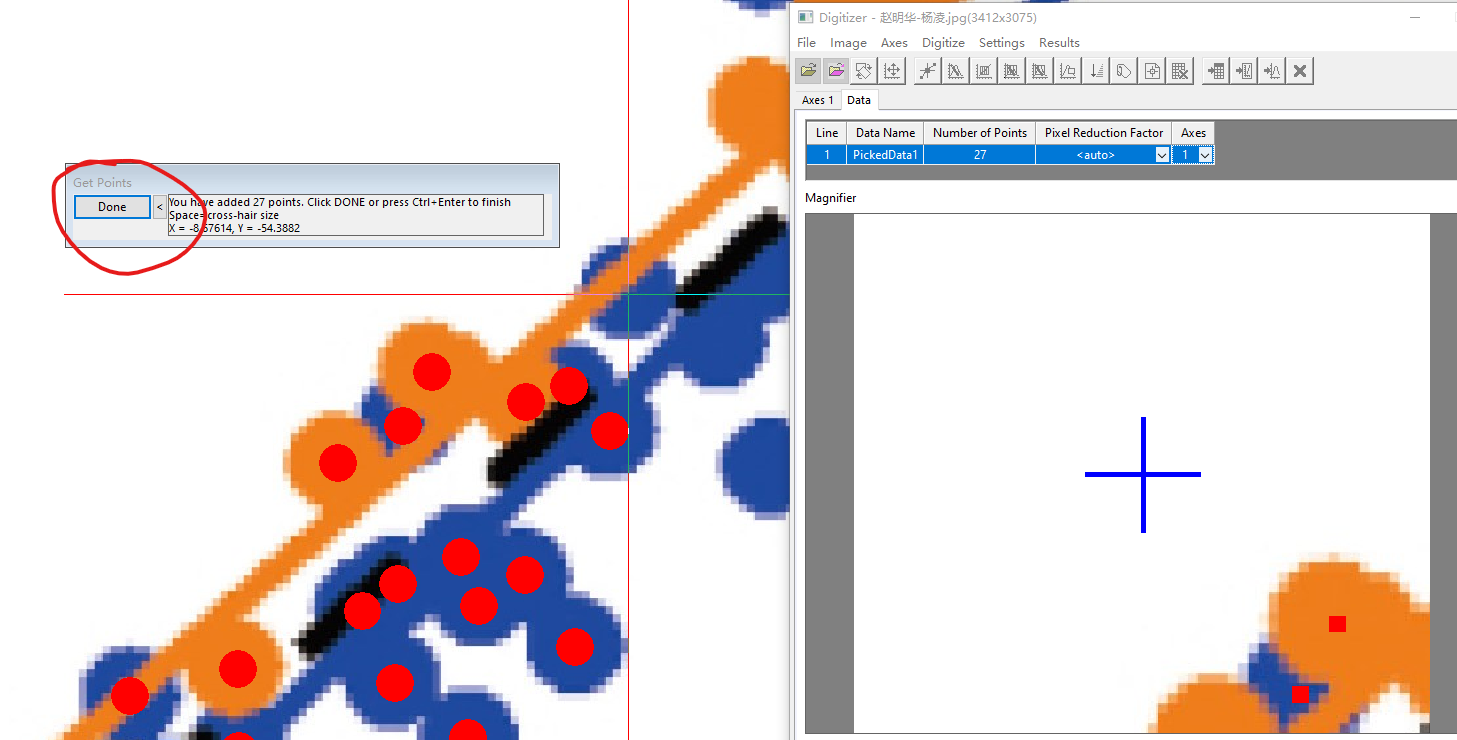 Digitizer - 赵明华-杨凌.jpg(3412x3075)
File Image Axes Digitize Settings Results
Axes 1 Data
Line Data Name Number of Points Pixel Reduction Factor Axes
1 PickedData1 27 <auto> 1
Magnifier
Get Points
Done < You have added 27 points. Click DONE or press Ctrl+Enter to finish
Space=cross-hair size
X = -8.67614, Y = -54.3882